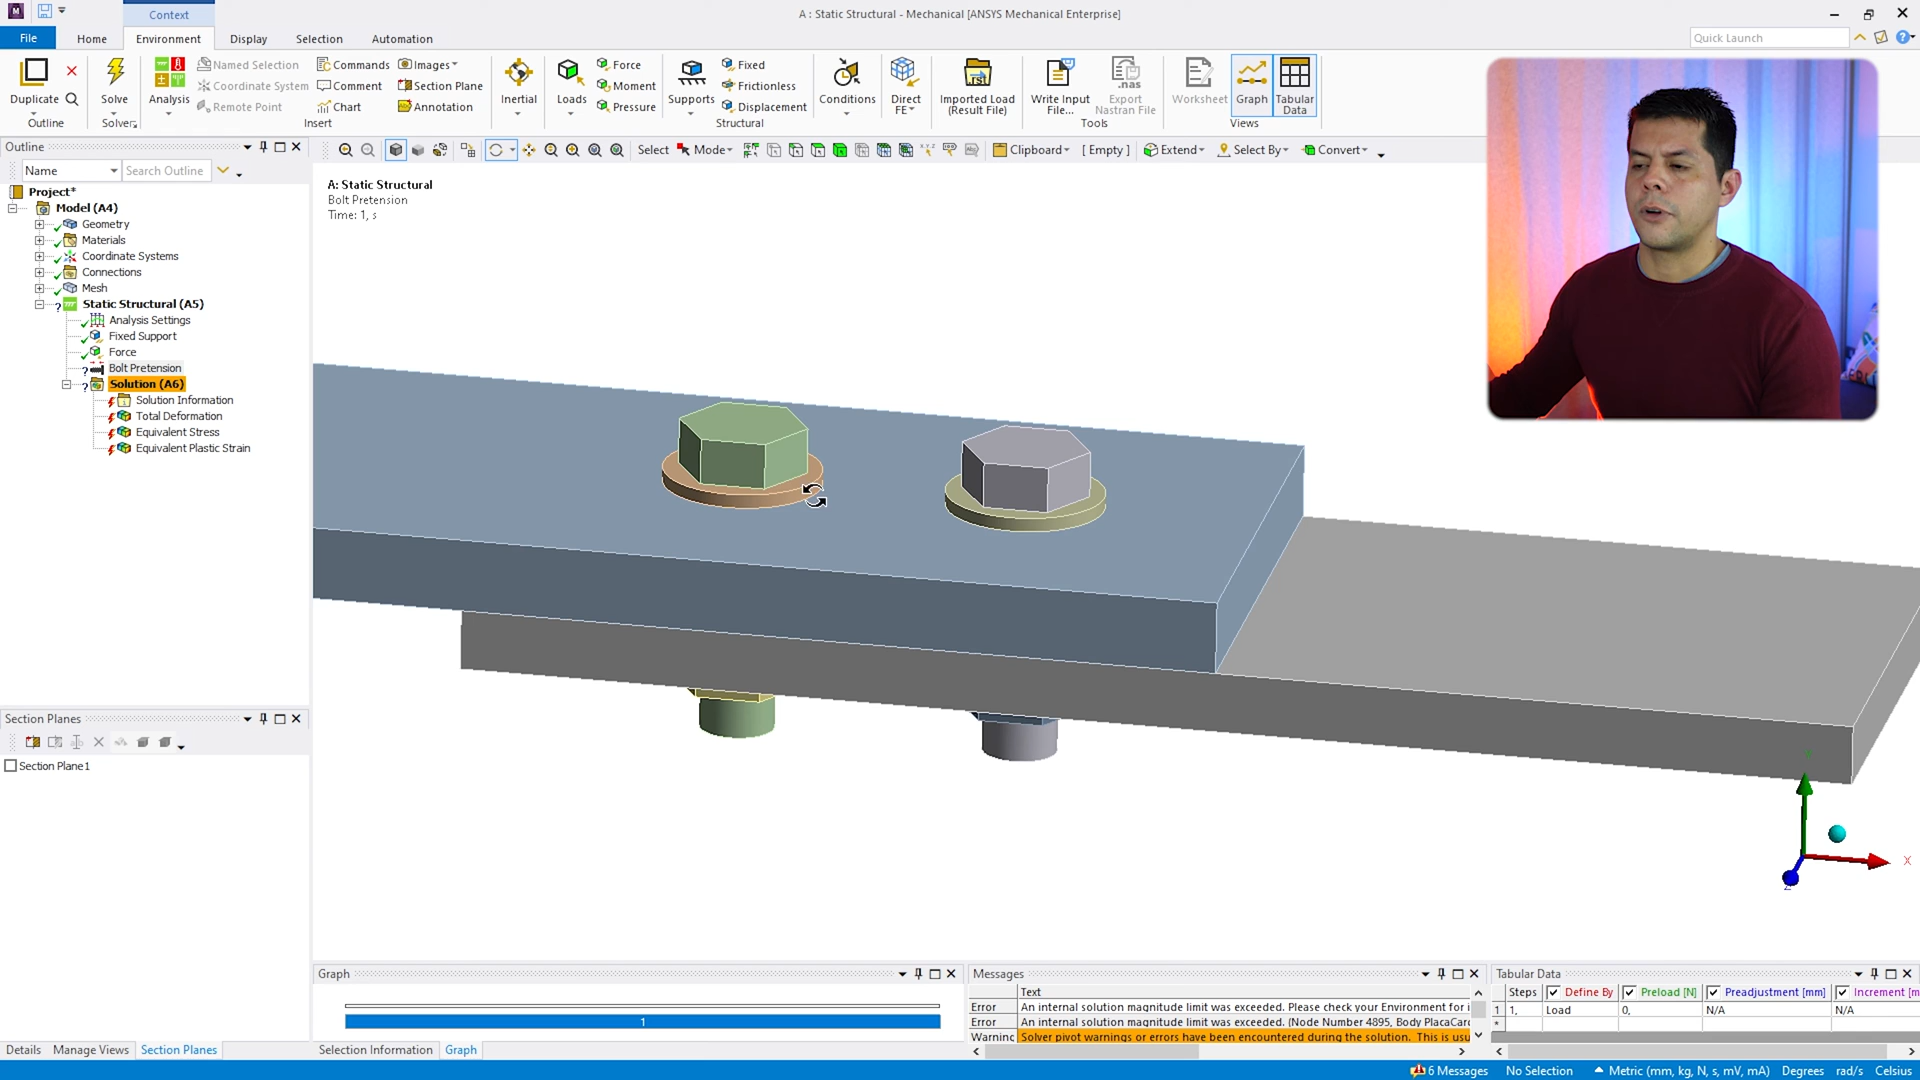 Context
A : Static Structural - Mechanical [ANSYS Mechanical Enterprise]
File Home Environment Display Selection Automation
Quick Launch
Duplicate
Outline
Solve
Solver
Analysis
Named Selection
Coordinate System
Remote Point
Commands
Comment
Chart
Images
Section Plane
Annotation
Insert
Inertial
Loads
Force
Moment
Pressure
Supports
Fixed
Frictionless
Displacement
Structural
Conditions
Direct
FE
Imported Load
(Result File)
Write Input
File...
Export
Nastran File
Tools
Worksheet
Graph
Tabular
Data
Views
Outline
Select Mode Clipboard [ Empty ] Extend Select By Convert
Name Search Outline
Project*
Model (A4)
Geometry
Materials
Coordinate Systems
Connections
Mesh
Static Structural (A5)
Analysis Settings
Fixed Support
Force
Bolt Pretension
Solution (A6)
Solution Information
Total Deformation
Equivalent Stress
Equivalent Plastic Strain
A: Static Structural
Bolt Pretension
Time: 1, s
Section Planes
Section Plane1
X
Graph
1
Messages
Text
Error An internal solution magnitude limit was exceeded. Please check your Environment for i
Error An internal solution magnitude limit was exceeded. (Node Number 4895, Body PlacaCar
Warninc Solver pivot warnings or errors have been encountered during the solution. This is usu
Tabular Data
Steps Define By Preload [N] Preadjustment [mm] Increment [m
1 1, Load 0, N/A N/A
*
Details Manage Views Section Planes
Selection Information Graph
6 Messages No Selection Metric (mm, kg, N, s, mV, mA) Degrees rad/s Celsius